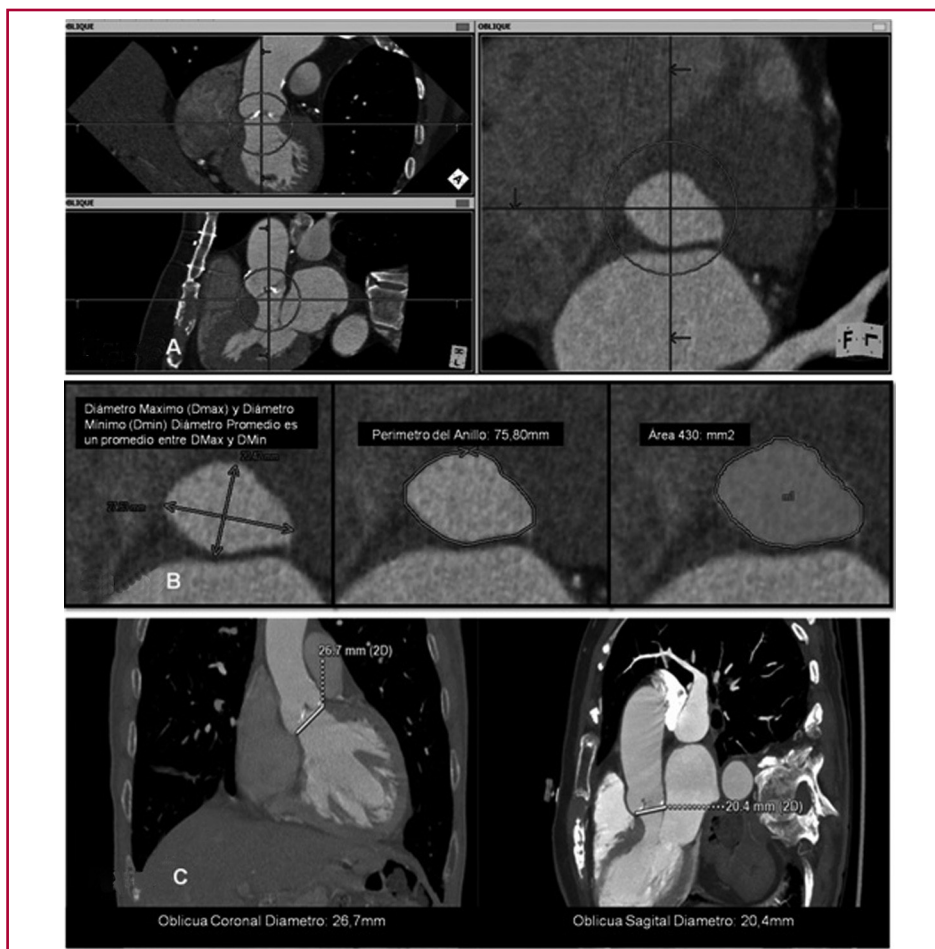 OBLIQUE
OBLIQUE
A
OBLIQUE
A
F L
Diámetro Maximo (Dmax) y Diámetro
Mínimo (Dmin) Diámetro Promedio es
un promedio entre DMax y DMin
B
Perimetro del Anillo: 75,80mm
Área 430: mm2
26.7 mm (2D)
C
Oblicua Coronal Diametro: 26,7mm
20.4 mm (2D)
Oblicua Sagital Diametro: 20,4mm